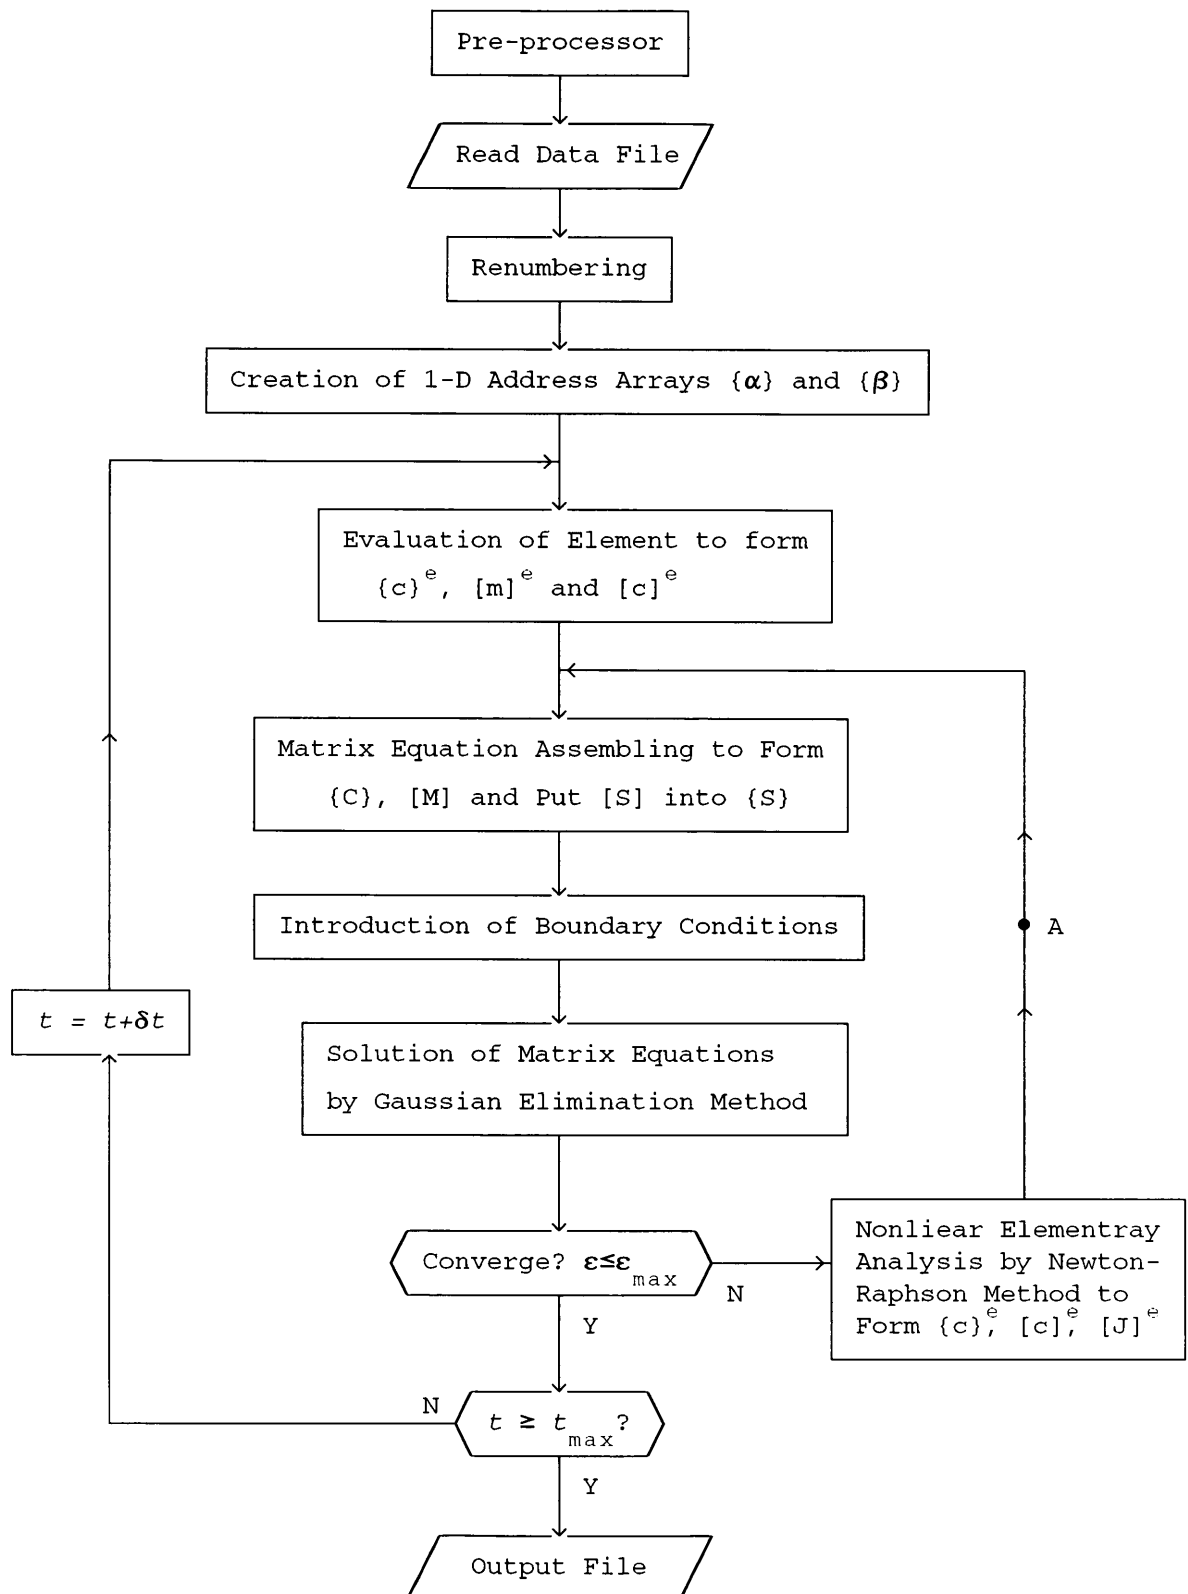 Pre-processor
Read Data File
Renumbering
Creation of 1-D Address Arrays {α} and {β}
Evaluation of Element to form
{c}^e, [m]^e and [c]^e
Matrix Equation Assembling to Form
{C}, [M] and Put [S] into {S}
Introduction of Boundary Conditions
A
t = t+δt
Solution of Matrix Equations
by Gaussian Elimination Method
Converge? ε≤ε_max
N
Nonliear Elementray
Analysis by Newton-
Raphson Method to
Form {c}^e, [c]^e, [J]^e
Y
N
t ≥ t_max?
Y
Output File